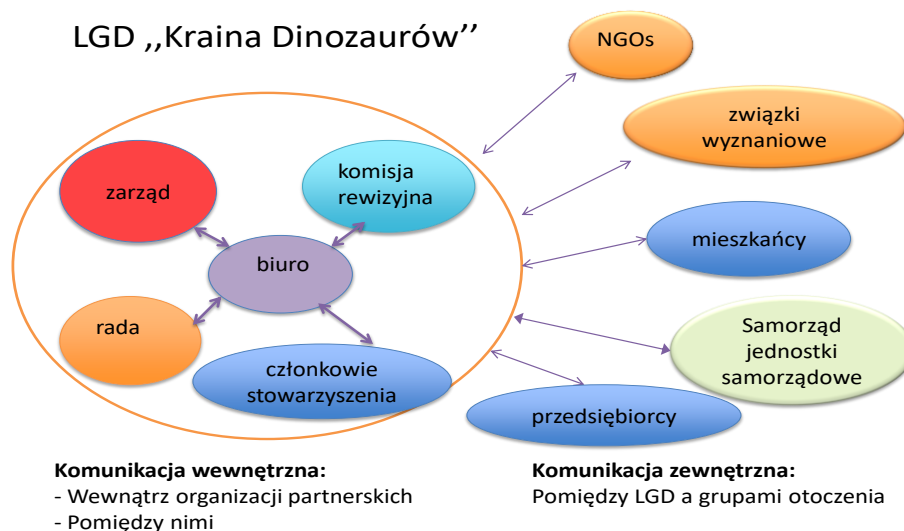 LGD ,,Kraina Dinozaurów”
NGOs
związki
wyznaniowe
zarząd
komisja
rewizyjna
mieszkańcy
biuro
rada
Samorząd
jednostki
samorządowe
członkowie
stowarzyszenia
przedsiębiorcy
Komunikacja wewnętrzna:
- Wewnątrz organizacji partnerskich
- Pomiędzy nimi
Komunikacja zewnętrzna:
Pomiędzy LGD a grupami otoczenia